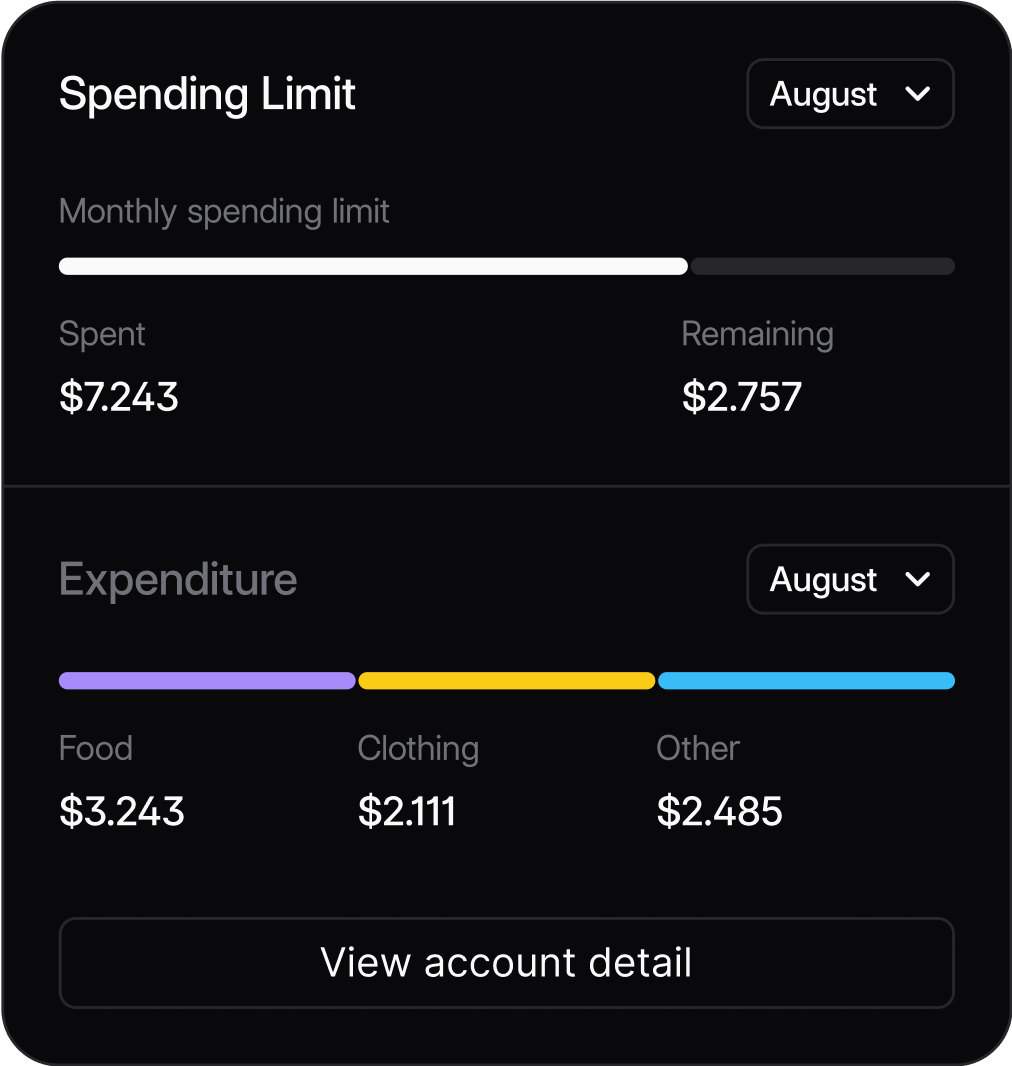 Spending Limit
August
Monthly spending limit
Spent
Remaining
$7.243
$2.757
Expenditure
August
Food
Clothing
Other
$3.243
$2.111
$2.485
View account detail